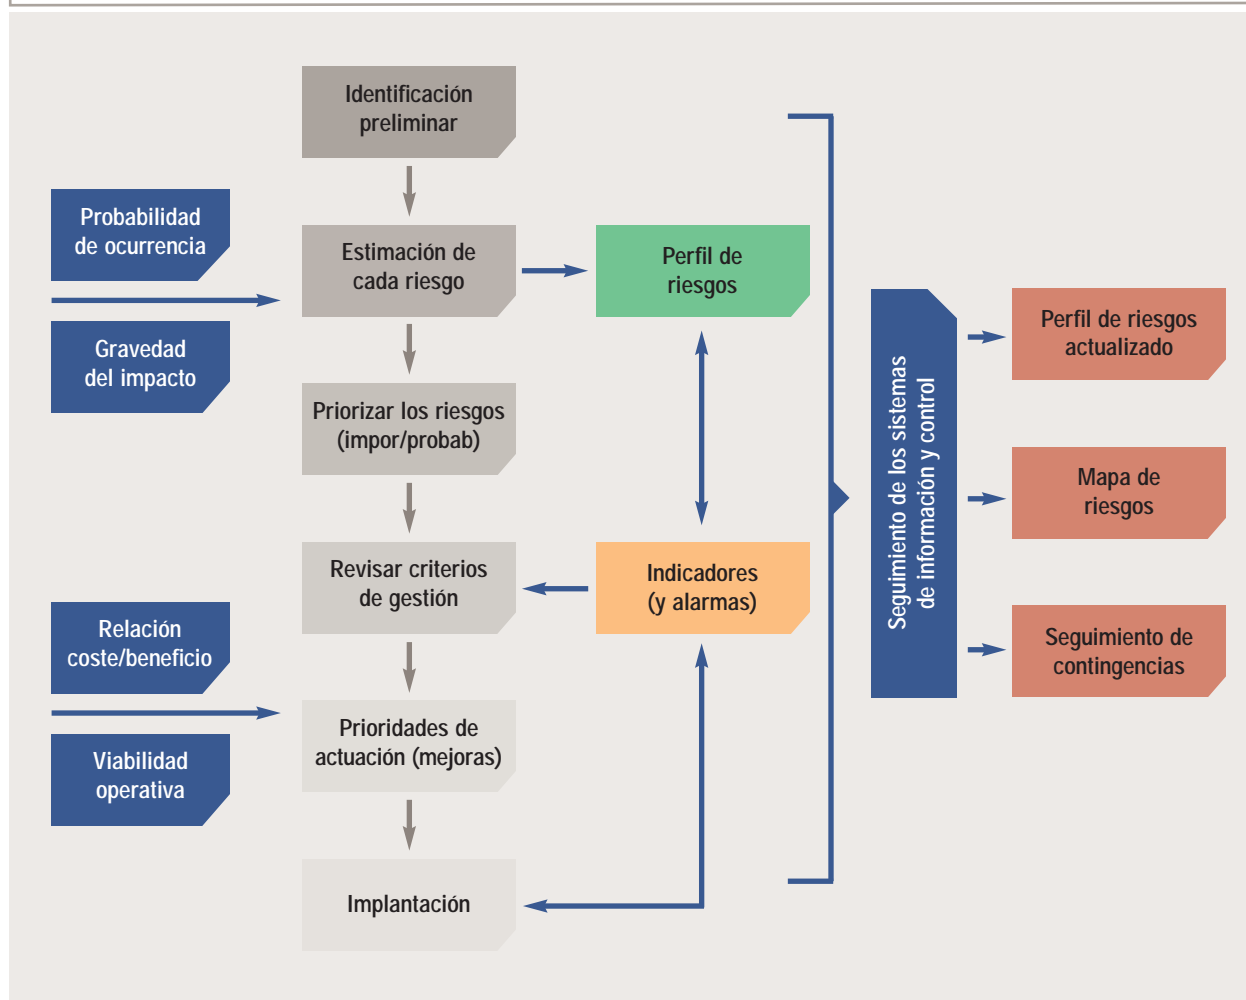 Identificación
preliminar
Probabilidad
de ocurrencia
Gravedad
del impacto
Estimación de
cada riesgo
Perfil de
riesgos
Priorizar los riesgos
(impor/probab)
Revisar criterios
de gestión
Indicadores
(y alarmas)
Relación
coste/beneficio
Viabilidad
operativa
Prioridades de
actuación (mejoras)
Implantación
Seguimiento de los sistemas
de información y control
Perfil de riesgos
actualizado
Mapa de
riesgos
Seguimiento de
contingencias